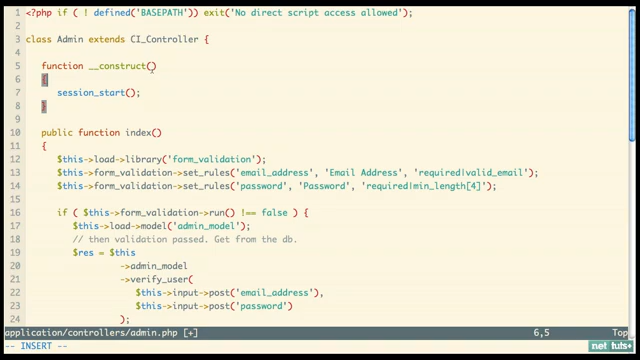 1 <?php if ( ! defined('BASEPATH')) exit('No direct script access allowed');
2
3 class Admin extends CI_Controller {
4
5 function __construct()
6 {
7 session_start();
8 }
9
10 public function index()
11 {
12 $this->load->library('form_validation');
13 $this->form_validation->set_rules('email_address', 'Email Address', 'required|valid_email');
14 $this->form_validation->set_rules('password', 'Password', 'required|min_length[4]');
15
16 if ( $this->form_validation->run() !== false ) {
17 $this->load->model('admin_model');
18 // then validation passed. Get from the db.
19 $res = $this
20 ->admin_model
21 ->verify_user(
22 $this->input->post('email_address'),
23 $this->input->post('password')
24 );
application/controllers/admin.php [+] 6,5 Top
-- INSERT --
net tuts+